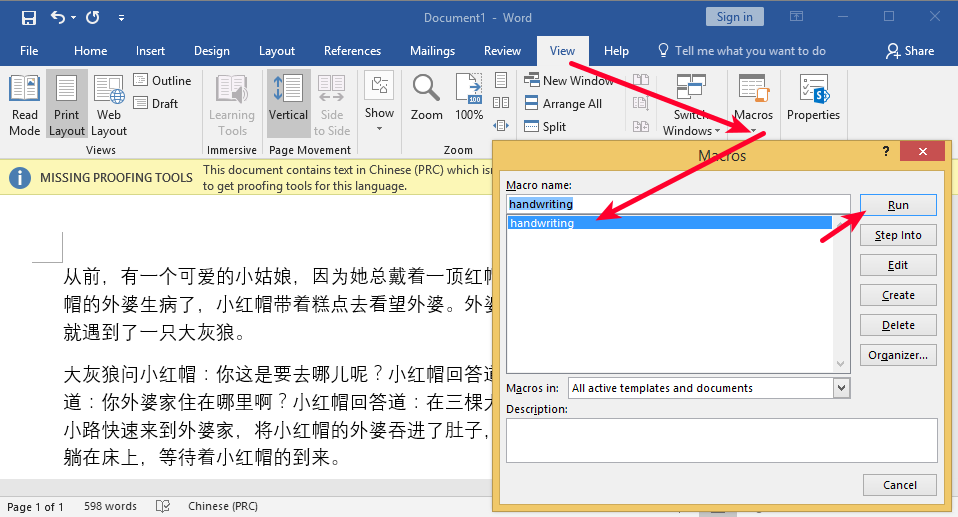 Document1 - Word
Sign in
File Home Insert Design Layout References Mailings Review View Help Tell me what you want to do Share
Read Mode
Print Layout
Web Layout
Outline
Draft
Views
Learning Tools
Immersive
Vertical
Side to Side
Page Movement
Show
Zoom
100
100%
Zoom
New Window
Arrange All
Split
Switch Windows
Macros
Properties
MISSING PROOFING TOOLS
This document contains text in Chinese (PRC) which
to get proofing tools for this language.
从前，有一个可爱的小姑娘，因为她总戴着一顶红帽
帽的外婆生病了，小红帽带着糕点去看望外婆。外婆
就遇到了一只大灰狼。
大灰狼问小红帽：你这是要去哪儿呢？小红帽回答道
道：你外婆家住在哪里啊？小红帽回答道：在三棵大
小路快速来到外婆家，将小红帽的外婆吞进了肚子，
躺在床上，等待着小红帽的到来。
Page 1 of 1 598 words Chinese (PRC)
Macros
?
Macro name:
handwriting
handwriting
Run
Step Into
Edit
Create
Delete
Organizer...
Macros in: All active templates and documents
Description:
Cancel